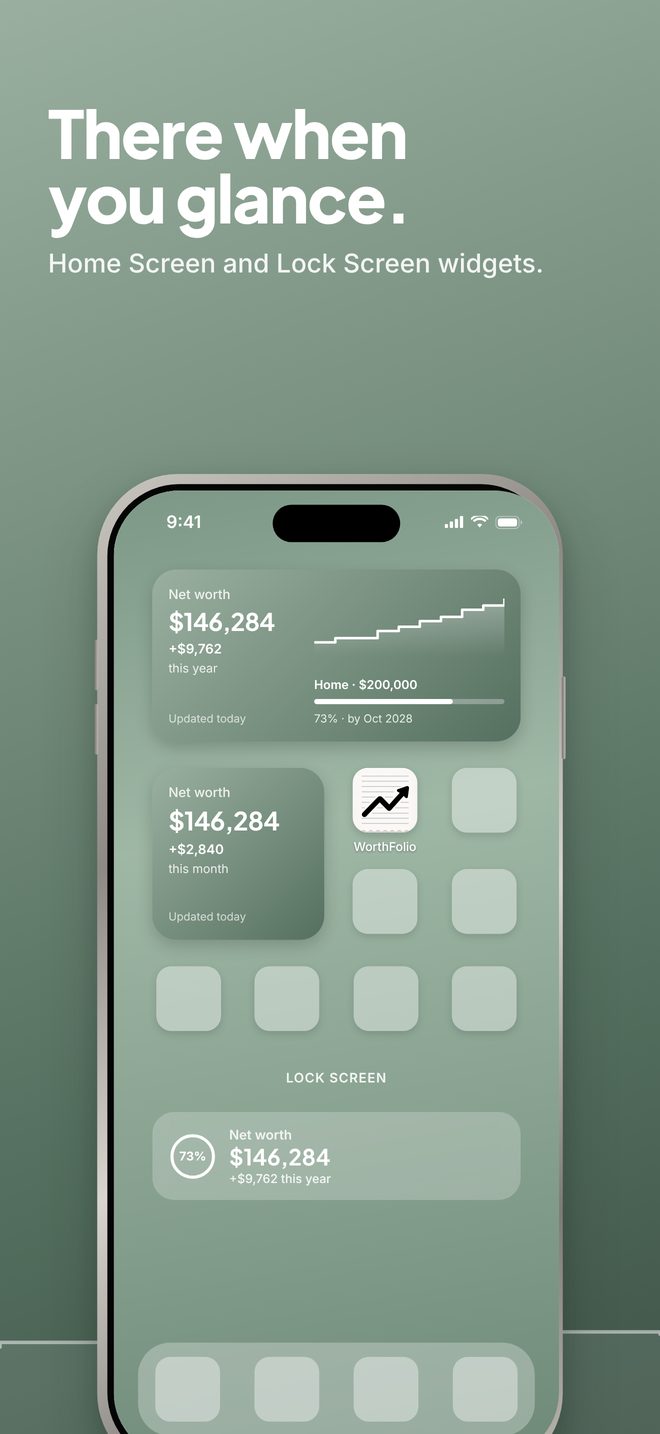 There when
you glance.
Home Screen and Lock Screen widgets.
9:41
Net worth
$146,284
+$9,762
this year
Updated today
Home · $200,000
73% · by Oct 2028
Net worth
$146,284
+$2,840
this month
Updated today
WorthFolio
LOCK SCREEN
73%
Net worth
$146,284
+$9,762 this year